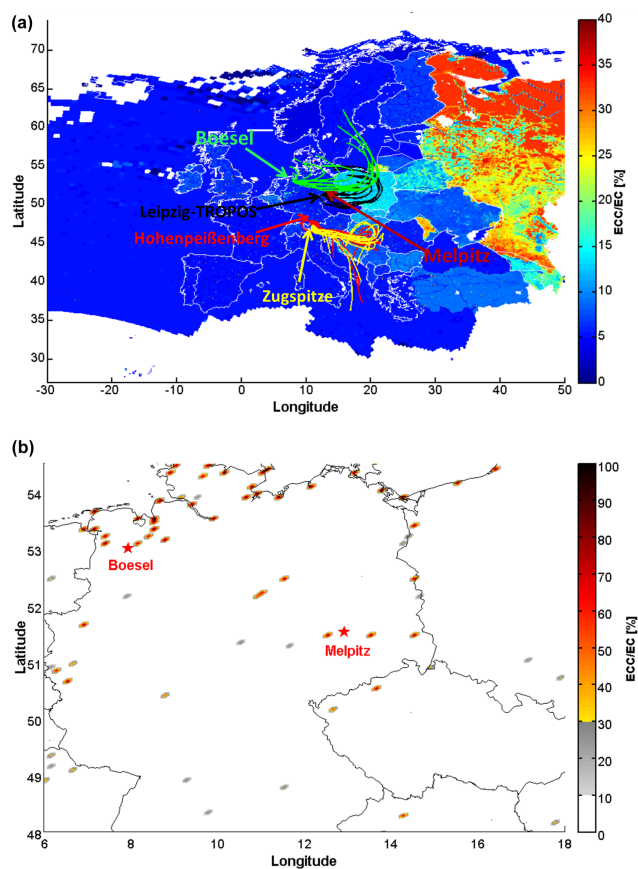 (a)
70
65
60
55
50
45
40
35
30
Latitude
Boesel
Leipzig-TROPOS
Hohenpeißenberg
Melpitz
Zugspitze
-30 -20 -10 0 10 20 30 40 50
Longitude
40
35
30
25
20
15
10
5
0
ECC/EC [%]
(b)
54
53
52
51
50
49
48
Latitude
Boesel
Melpitz
6 8 10 12 14 16 18
Longitude
100
90
80
70
60
50
40
30
20
10
0
ECC/EC [%]